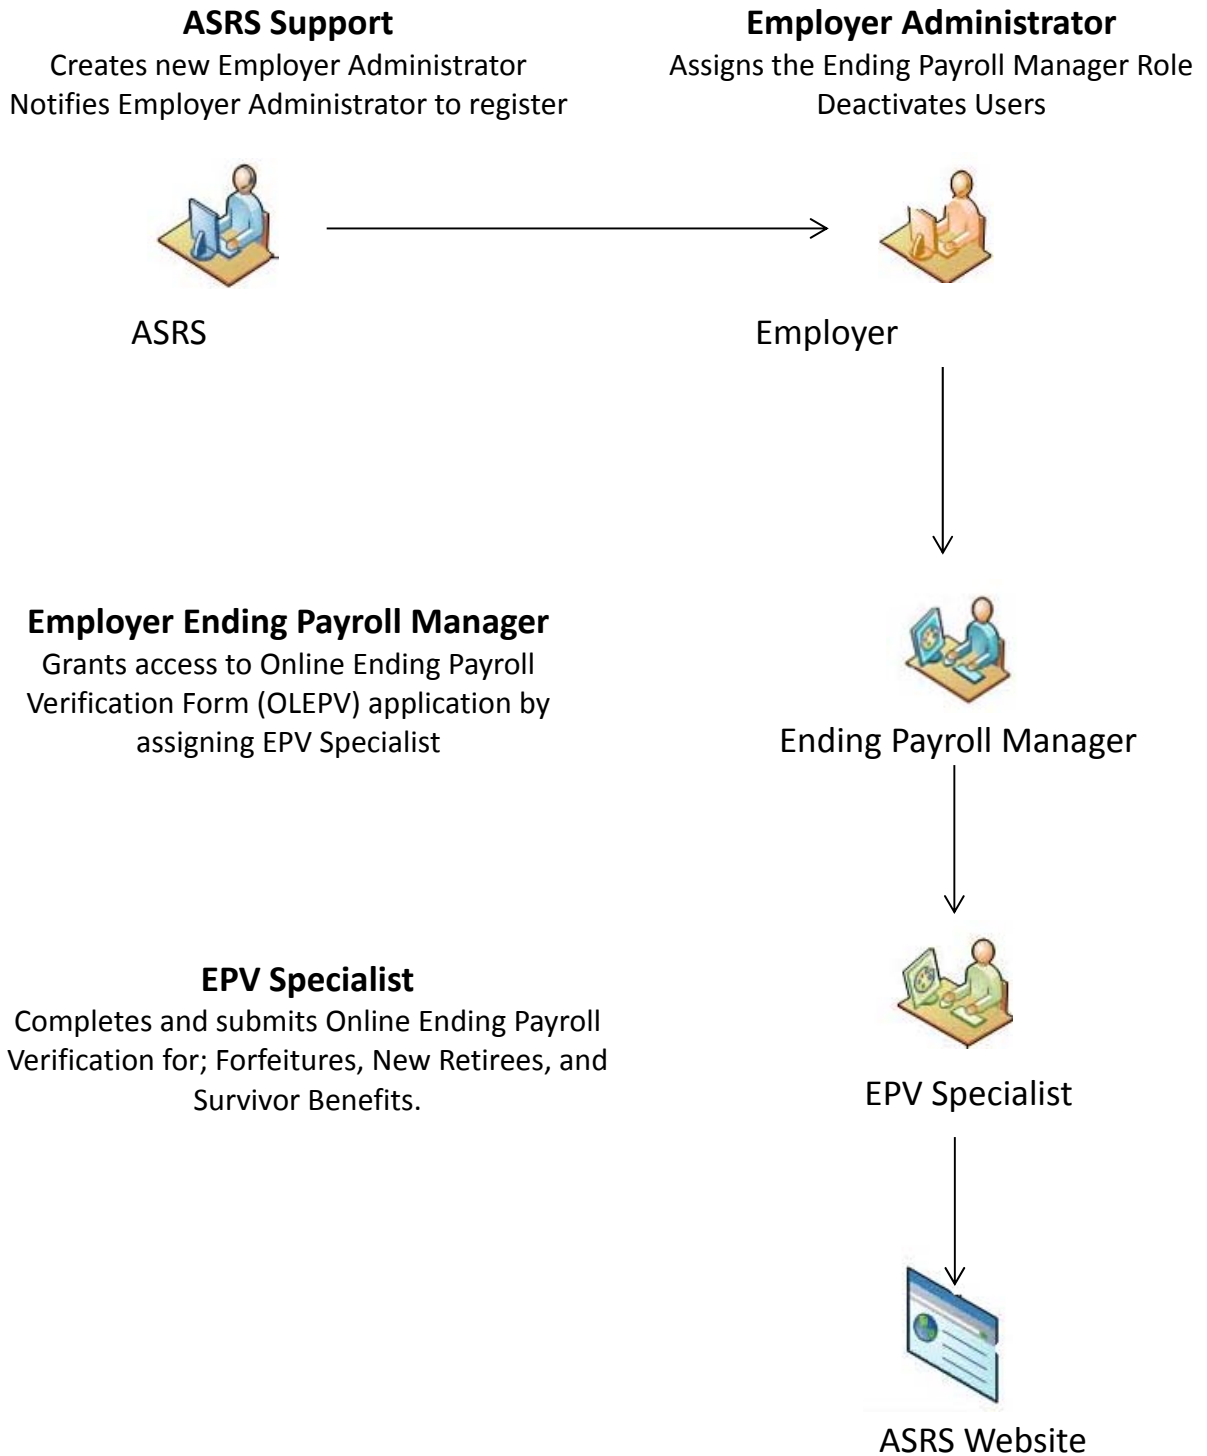 ASRS Support
Creates new Employer Administrator
Notifies Employer Administrator to register
Employer Administrator
Assigns the Ending Payroll Manager Role
Deactivates Users
ASRS
Employer
Employer Ending Payroll Manager
Grants access to Online Ending Payroll
Verification Form (OLEPV) application by
assigning EPV Specialist
Ending Payroll Manager
EPV Specialist
Completes and submits Online Ending Payroll
Verification for; Forfeitures, New Retirees, and
Survivor Benefits.
EPV Specialist
ASRS Website